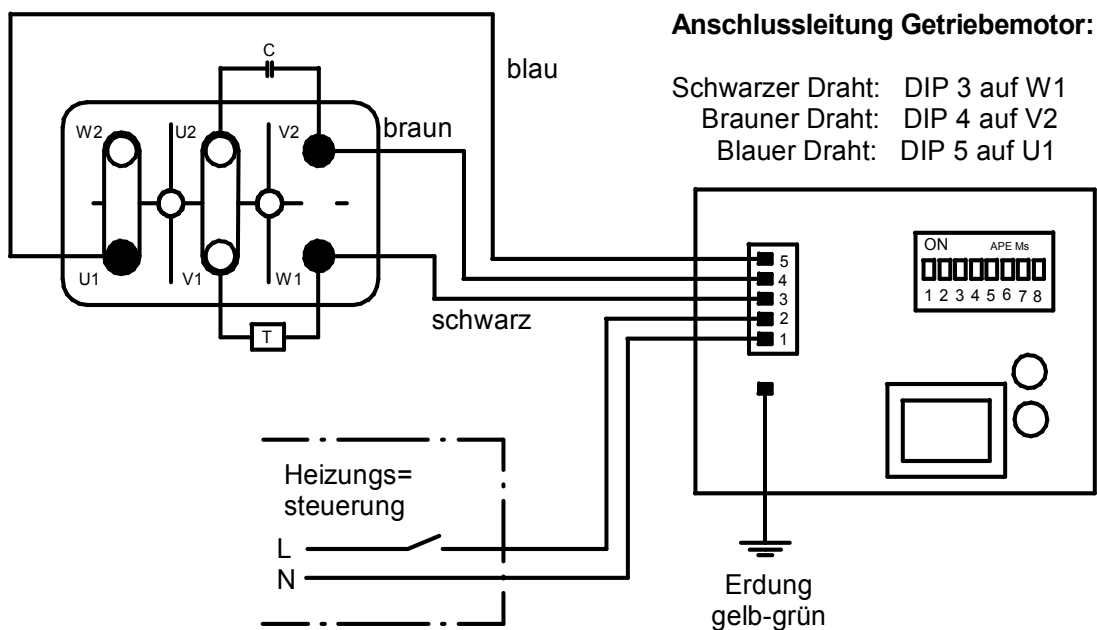 Anschlussleitung Getriebemotor:
Schwarzer Draht: DIP 3 auf W1
Brauner Draht: DIP 4 auf V2
Blauer Draht: DIP 5 auf U1
C
blau
W2
U2
V2
braun
U1
V1
W1
schwarz
T
5
4
3
2
1
ON APE Ms
1 2 3 4 5 6 7 8
Heizungs=
steuerung
L
N
Erdung
gelb-grün